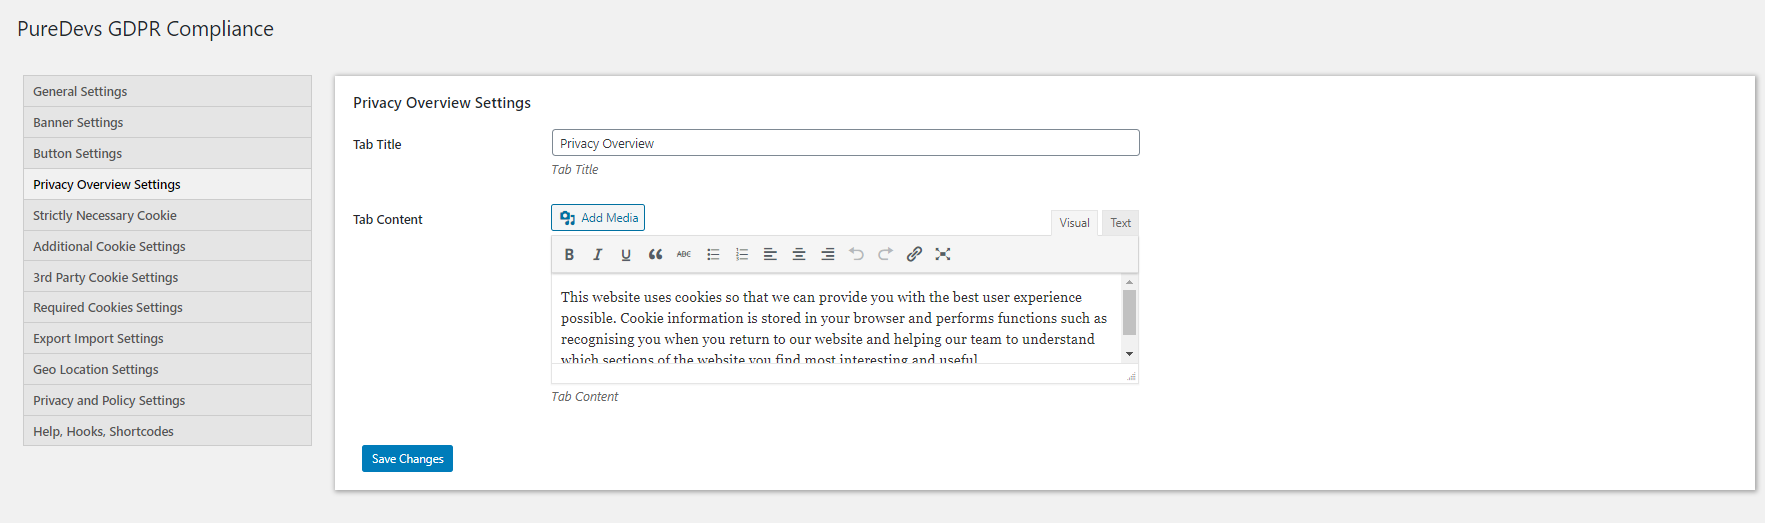 PureDevs GDPR Compliance
General Settings
Banner Settings
Button Settings
Privacy Overview Settings
Strictly Necessary Cookie
Additional Cookie Settings
3rd Party Cookie Settings
Required Cookies Settings
Export Import Settings
Geo Location Settings
Privacy and Policy Settings
Help, Hooks, Shortcodes
Privacy Overview Settings
Tab Title
Privacy Overview
Tab Title
Tab Content
Add Media
Visual Text
B I U ABC
This website uses cookies so that we can provide you with the best user experience
possible. Cookie information is stored in your browser and performs functions such as
recognising you when you return to our website and helping our team to understand
which sections of the website you find most interesting and useful
Tab Content
Save Changes